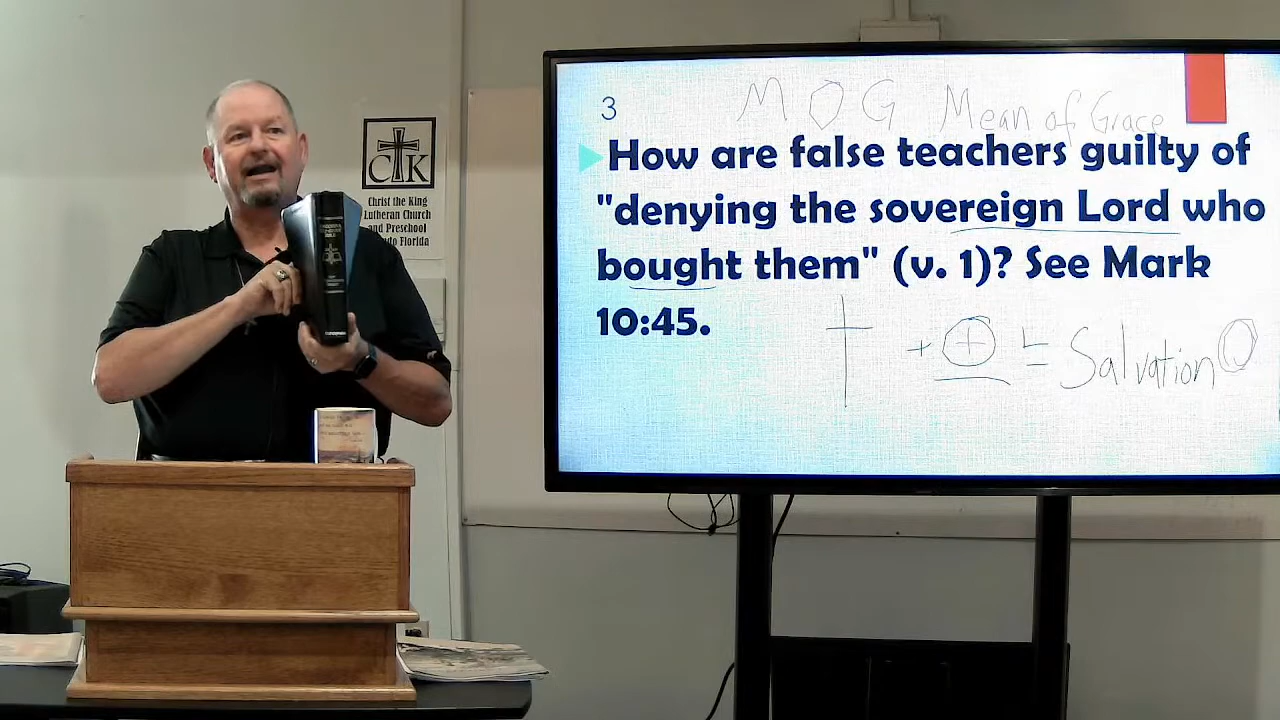 CTK
Christ the King
Lutheran Church
and Preschool
Florida
3
M O G Mean of Grace
How are false teachers guilty of
"denying the sovereign Lord who
bought them" (v. 1)? See Mark
10:45.
+ = Salvation